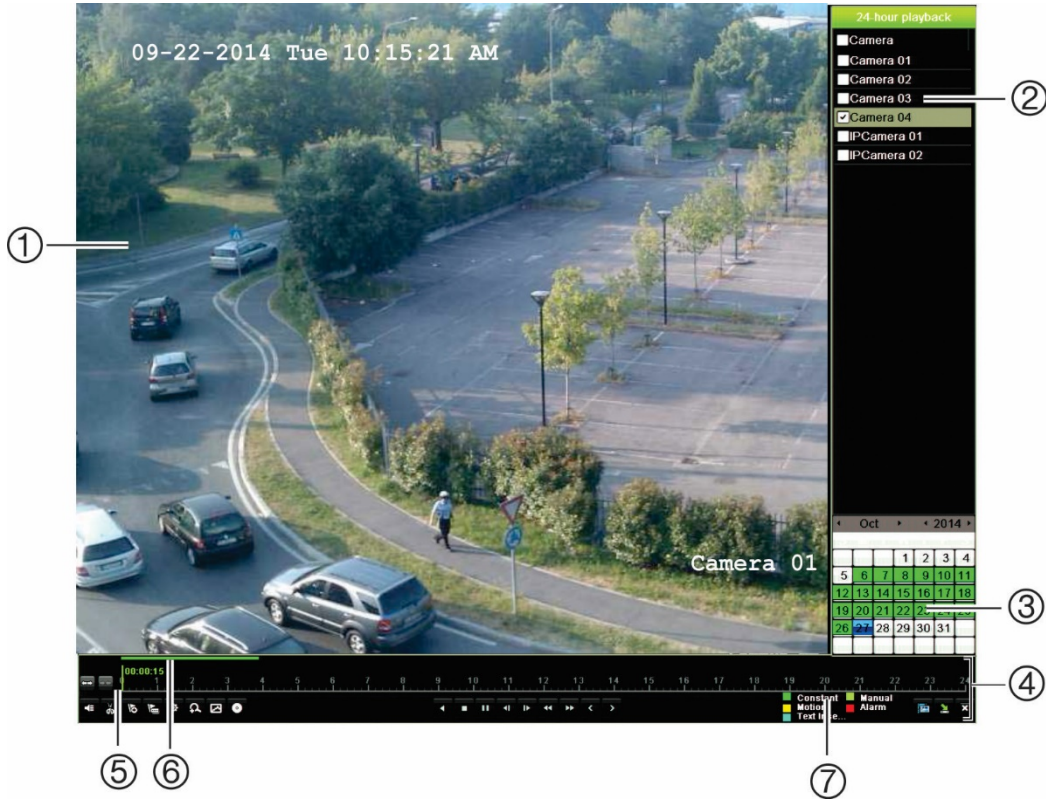 24-hour playback
09-22-2014 Tue 10:15:21 AM
Camera
Camera 01
Camera 02
Camera 03
Camera 04
IPCamera 01
IPCamera 02
①
②
Camera 01
Oct 2014
1 2 3 4
5 6 7 8 9 10 11
12 13 14 15 16 17 18
19 20 21 22 23 24 25
26 27 28 29 30 31
③
00:00:15
0 1 2 3 4 5 6 7 8 9 10 11 12 13 14 15 16 17 18 19 20 21 22 23 24
④
Constant Manual
Motion Alarm
Text Inse...
⑤ ⑥ ⑦